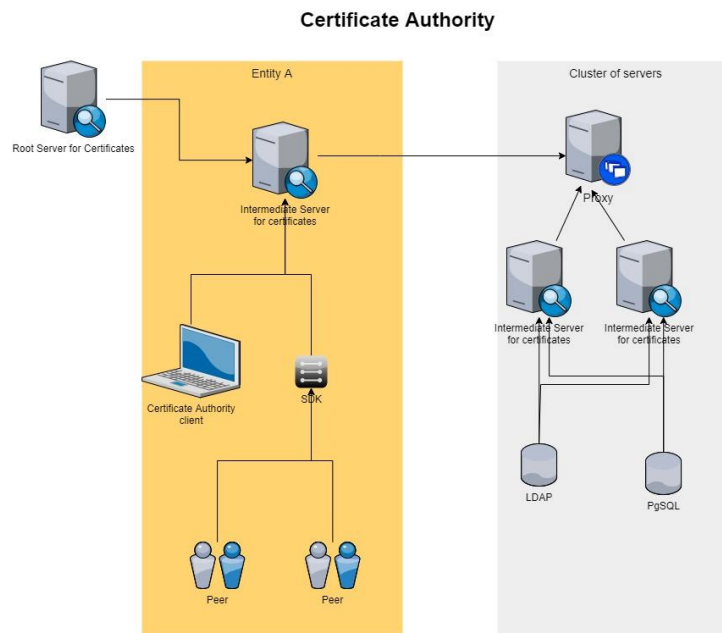 Certificate Authority
Entity A
Cluster of servers
Root Server for Certificates
Intermediate Server
for certificates
Proxy
Intermediate Server
for certificates
Intermediate Server
for certificates
Certificate Authority
client
SDK
LDAP
PgSQL
Peer
Peer